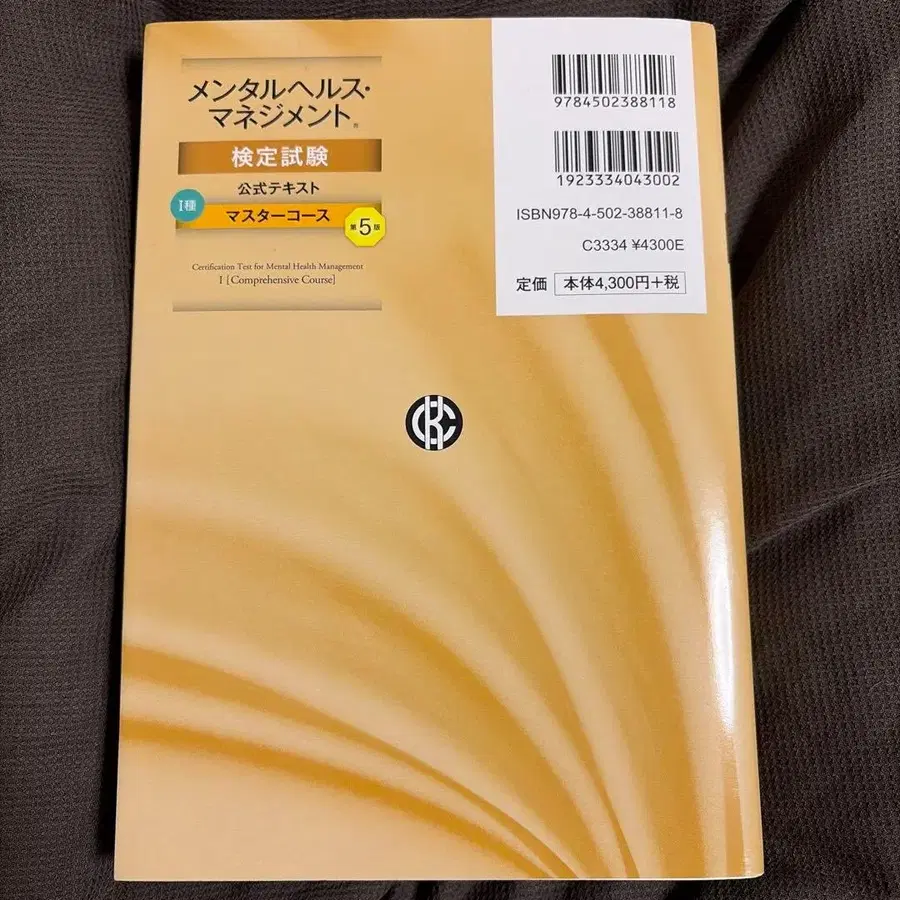 メンタルヘルス・
マネジメント®
検定試験
公式テキスト
I種
マスターコース
第5版
Certification Test for Mental Health Management
I [Comprehensive Course]
9784502388118
1923334043002
ISBN978-4-502-38811-8
C3334 ¥4300E
定価 本体4,300円+税